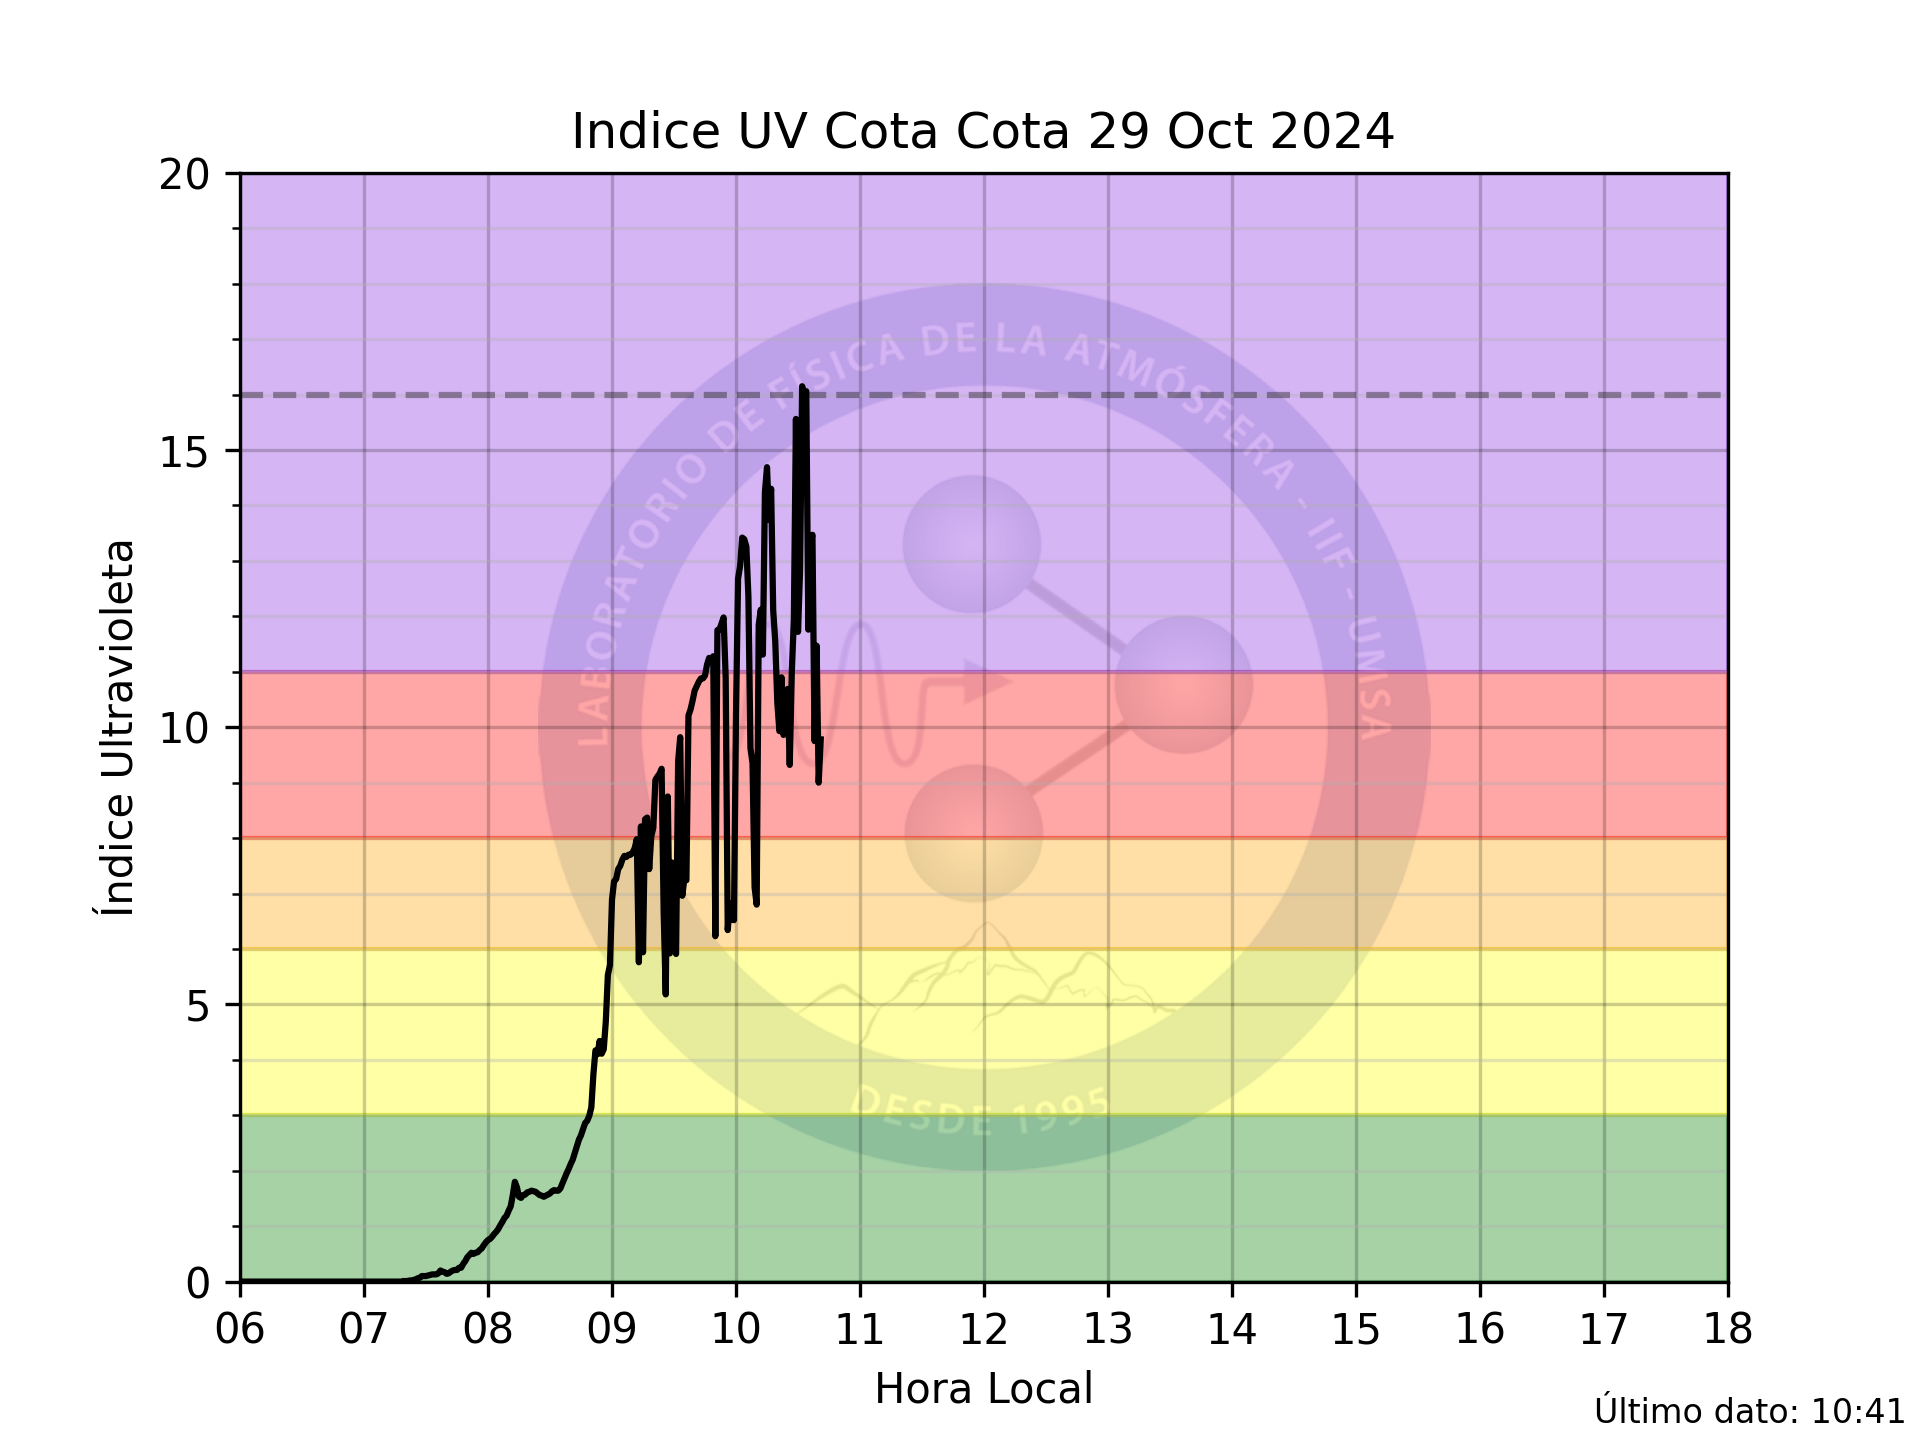 Indice UV Cota Cota 29 Oct 2024
20
15
10
5
0
Índice Ultravioleta
LABORATORIO DE FÍSICA DE LA ATMÓSFERA - IIF - UMSA
DESDE 1995
06 07 08 09 10 11 12 13 14 15 16 17 18
Hora Local
Último dato: 10:41